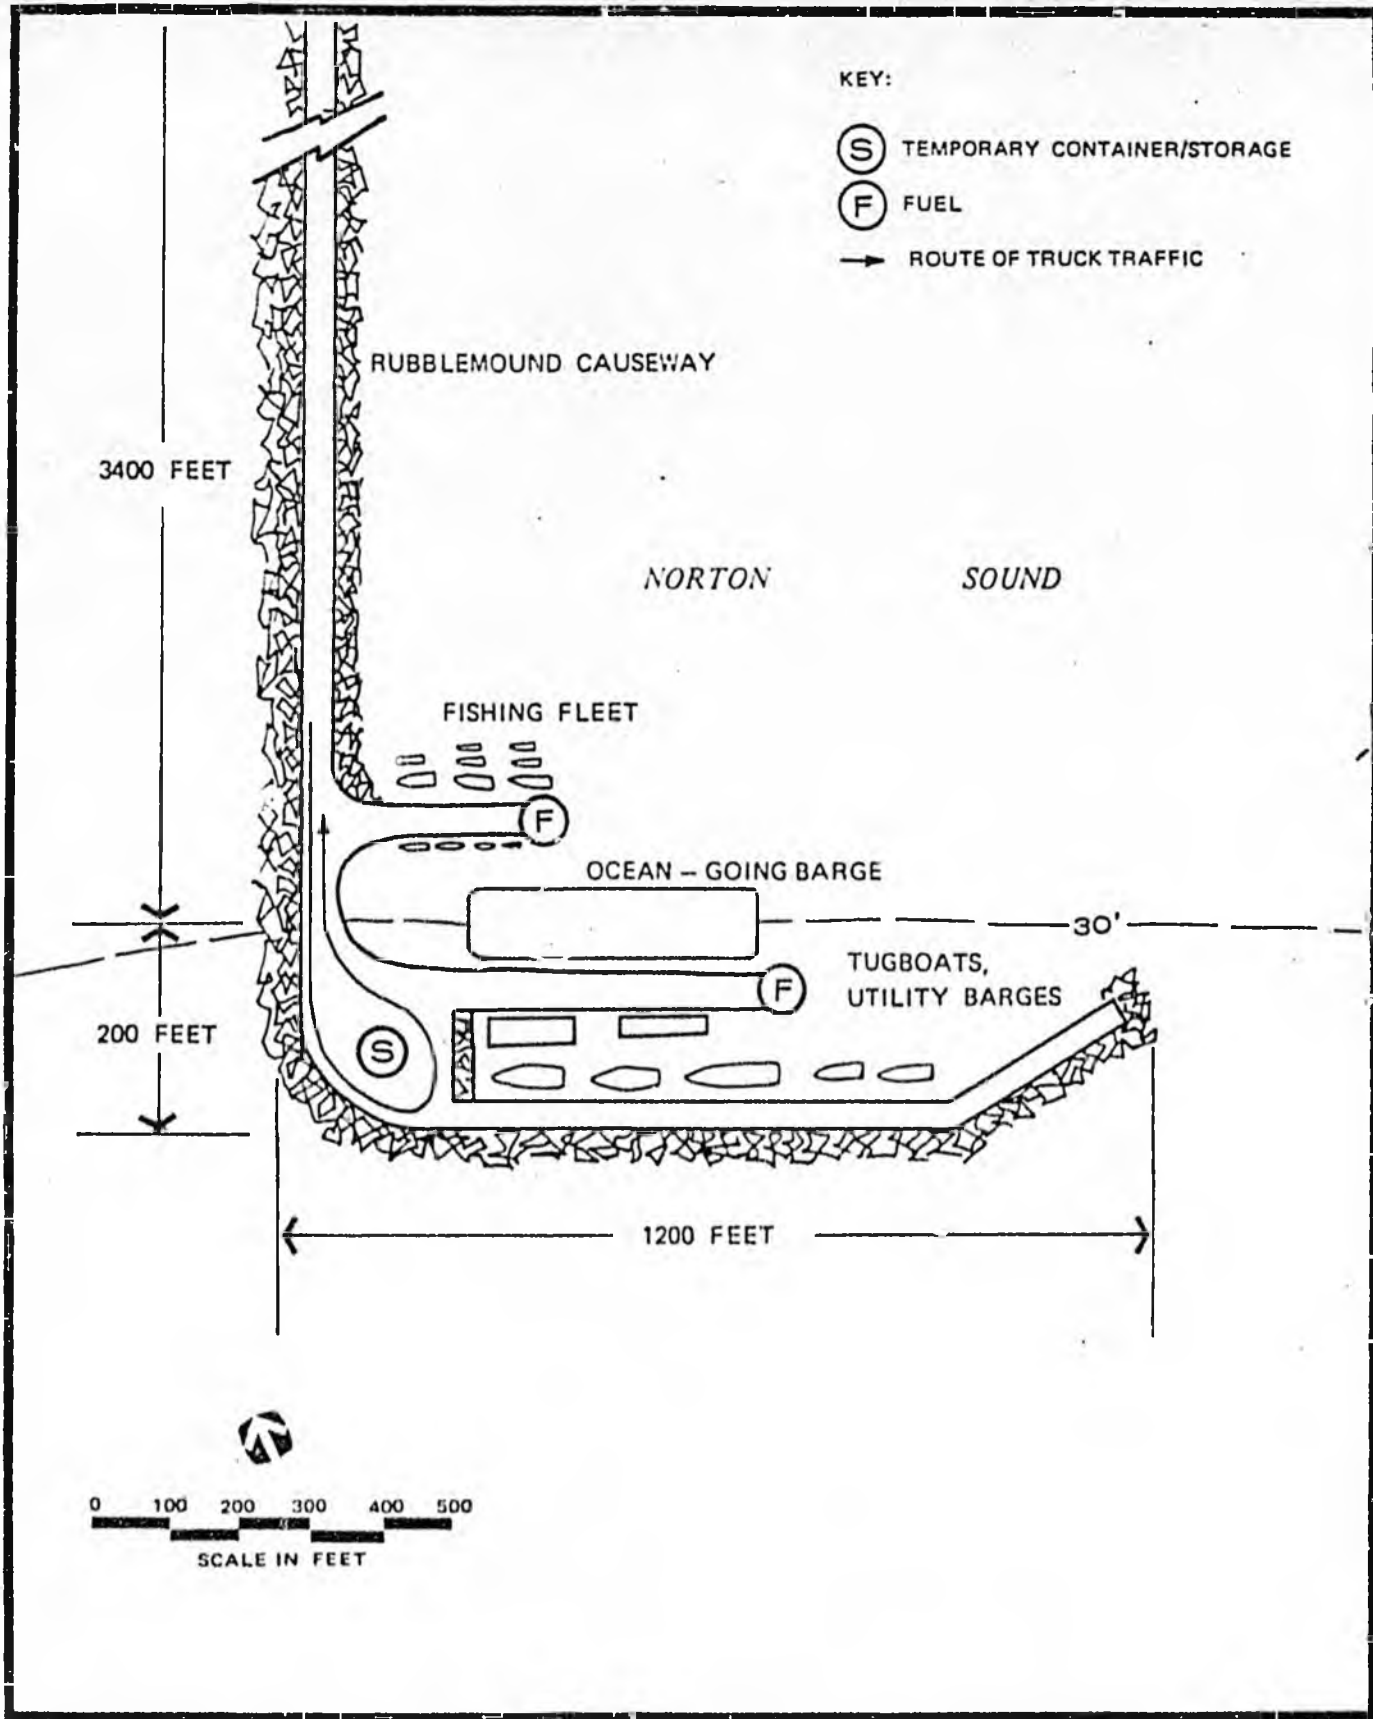 KEY:
S TEMPORARY CONTAINER/STORAGE
F FUEL
ROUTE OF TRUCK TRAFFIC
RUBBLEMOUND CAUSEWAY
3400 FEET
NORTON SOUND
FISHING FLEET
F
OCEAN – GOING BARGE
30'
TUGBOATS,
UTILITY BARGES
F
200 FEET
S
1200 FEET
0 100 200 300 400 500
SCALE IN FEET